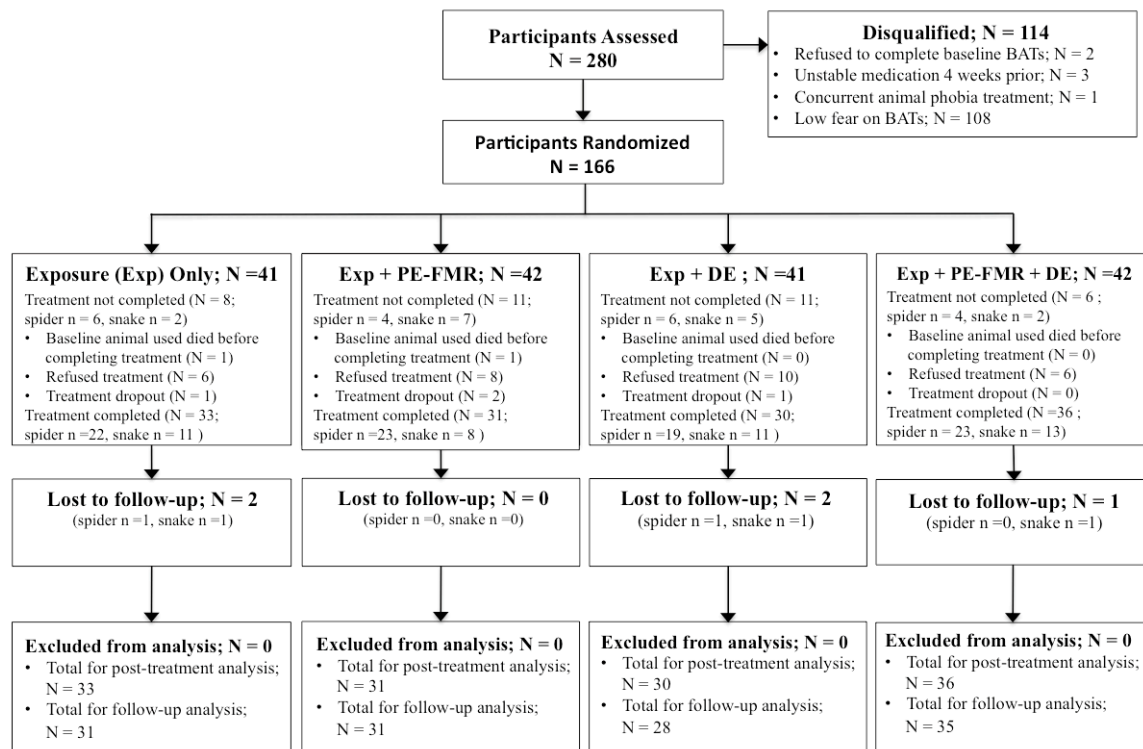 Participants Assessed
N = 280
Disqualified; N = 114
• Refused to complete baseline BATs; N = 2
• Unstable medication 4 weeks prior; N = 3
• Concurrent animal phobia treatment; N = 1
• Low fear on BATs; N = 108
Participants Randomized
N = 166
Exposure (Exp) Only; N =41
Treatment not completed (N = 8;
spider n = 6, snake n = 2)
• Baseline animal used died before
completing treatment (N = 1)
• Refused treatment (N = 6)
• Treatment dropout (N = 1)
Treatment completed (N = 33;
spider n =22, snake n = 11 )
Exp + PE-FMR; N =42
Treatment not completed (N = 11;
spider n = 4, snake n = 7)
• Baseline animal used died before
completing treatment (N = 1)
• Refused treatment (N = 8)
• Treatment dropout (N = 2)
Treatment completed (N = 31;
spider n =23, snake n = 8 )
Exp + DE ; N =41
Treatment not completed (N = 11;
spider n = 6, snake n = 5)
• Baseline animal used died before
completing treatment (N = 0)
• Refused treatment (N = 10)
• Treatment dropout (N = 1)
Treatment completed (N = 30;
spider n =19, snake n = 11 )
Exp + PE-FMR + DE; N =42
Treatment not completed (N = 6 ;
spider n = 4, snake n = 2)
• Baseline animal used died before
completing treatment (N = 0)
• Refused treatment (N = 6)
• Treatment dropout (N = 0)
Treatment completed (N =36 ;
spider n = 23, snake n = 13)
Lost to follow-up; N = 2
(spider n =1, snake n =1)
Lost to follow-up; N = 0
(spider n =0, snake n =0)
Lost to follow-up; N = 2
(spider n =1, snake n =1)
Lost to follow-up; N = 1
(spider n =0, snake n =1)
Excluded from analysis; N = 0
• Total for post-treatment analysis;
N = 33
• Total for follow-up analysis;
N = 31
Excluded from analysis; N = 0
• Total for post-treatment analysis;
N = 31
• Total for follow-up analysis;
N = 31
Excluded from analysis; N = 0
• Total for post-treatment analysis;
N = 30
• Total for follow-up analysis;
N = 28
Excluded from analysis; N = 0
• Total for post-treatment analysis;
N = 36
• Total for follow-up analysis;
N = 35